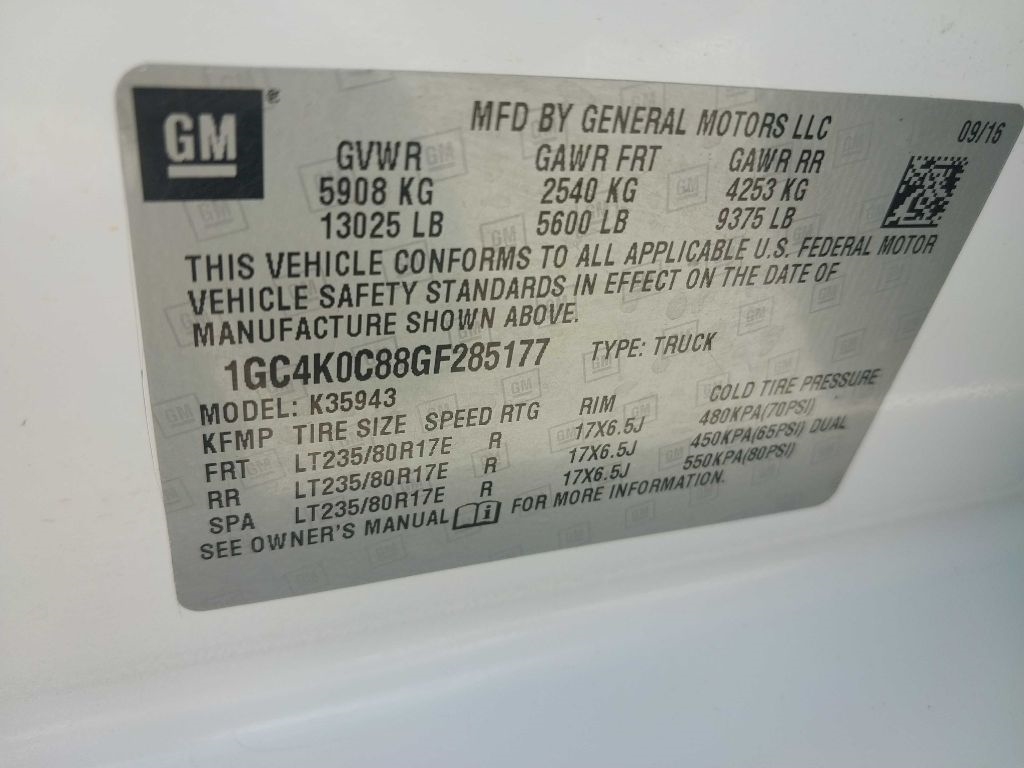 GM
MFD BY GENERAL MOTORS LLC 09/16
GVWR GAWR FRT GAWR RR
5908 KG 2540 KG 4253 KG
13025 LB 5600 LB 9375 LB
THIS VEHICLE CONFORMS TO ALL APPLICABLE U.S. FEDERAL MOTOR
VEHICLE SAFETY STANDARDS IN EFFECT ON THE DATE OF
MANUFACTURE SHOWN ABOVE.
1GC4K0C88GF285177 TYPE: TRUCK
MODEL: K35943
KFMP TIRE SIZE SPEED RTG RIM COLD TIRE PRESSURE
FRT LT235/80R17E R 17X6.5J 480KPA(70PSI)
RR LT235/80R17E R 17X6.5J 450KPA(65PSI) DUAL
SPA LT235/80R17E R 17X6.5J 550KPA(80PSI)
SEE OWNER'S MANUAL FOR MORE INFORMATION.